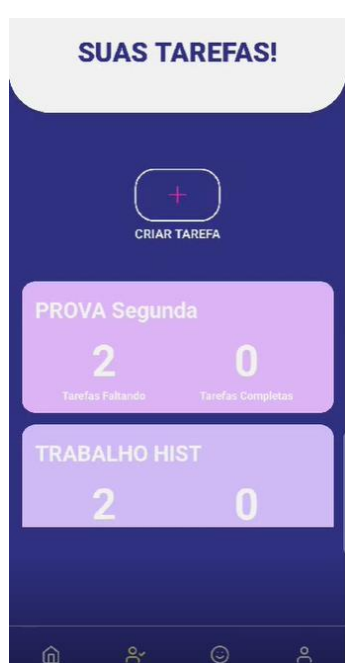 SUAS TAREFAS!
CRIAR TAREFA
PROVA Segunda
2 0
Tarefas Faltando Tarefas Completas
TRABALHO HIST
2 0